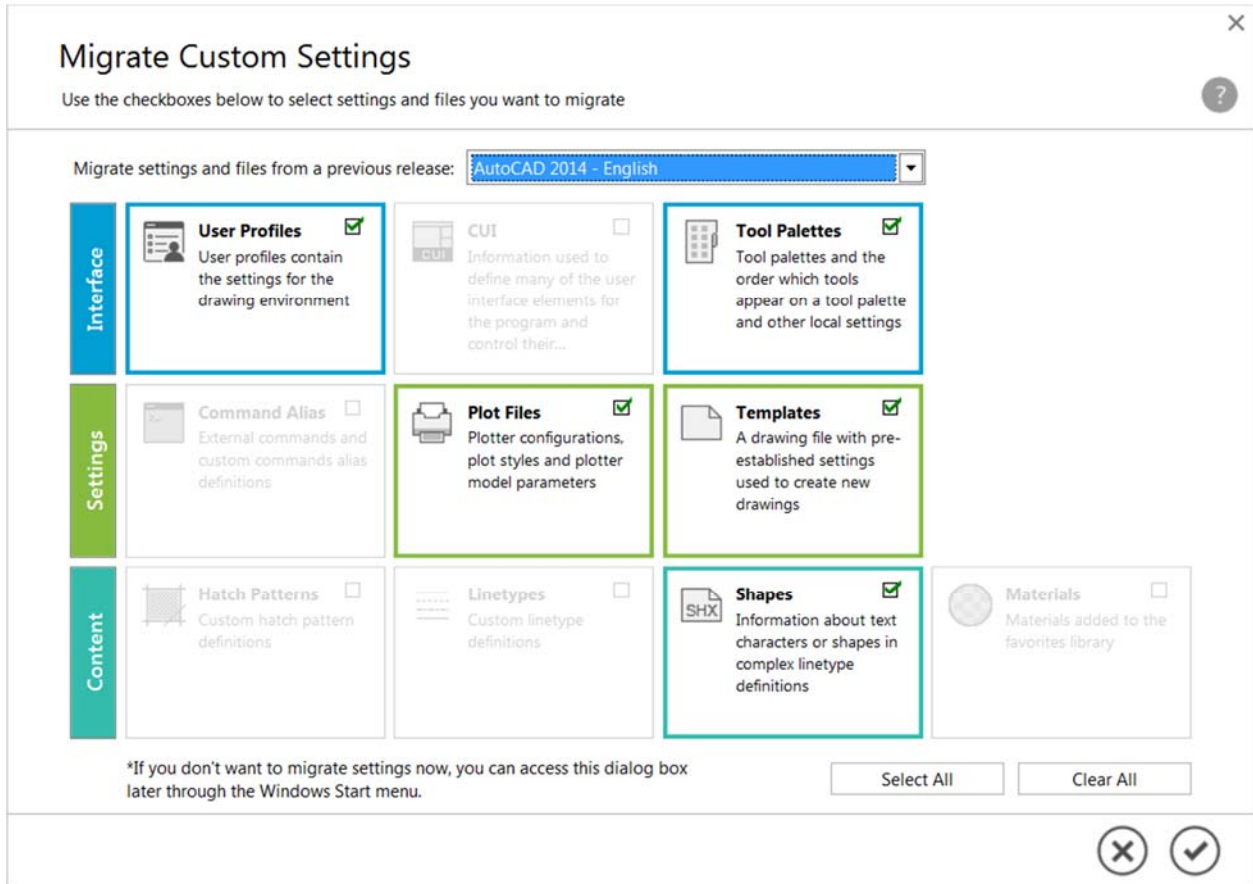 Migrate Custom Settings
Use the checkboxes below to select settings and files you want to migrate
?
Migrate settings and files from a previous release:
AutoCAD 2014 - English
Interface
User Profiles
User profiles contain
the settings for the
drawing environment
CUI
CUI
Information used to
define many of the user
interface elements for
the program and
control their...
Tool Palettes
Tool palettes and the
order which tools
appear on a tool palette
and other local settings
Settings
Command Alias
External commands and
custom commands alias
definitions
Plot Files
Plotter configurations,
plot styles and plotter
model parameters
Templates
A drawing file with pre-
established settings
used to create new
drawings
Content
Hatch Patterns
Custom hatch pattern
definitions
Linetypes
Custom linetype
definitions
SHX
Shapes
Information about text
characters or shapes in
complex linetype
definitions
Materials
Materials added to the
favorites library
*If you don't want to migrate settings now, you can access this dialog box
later through the Windows Start menu.
Select All
Clear All